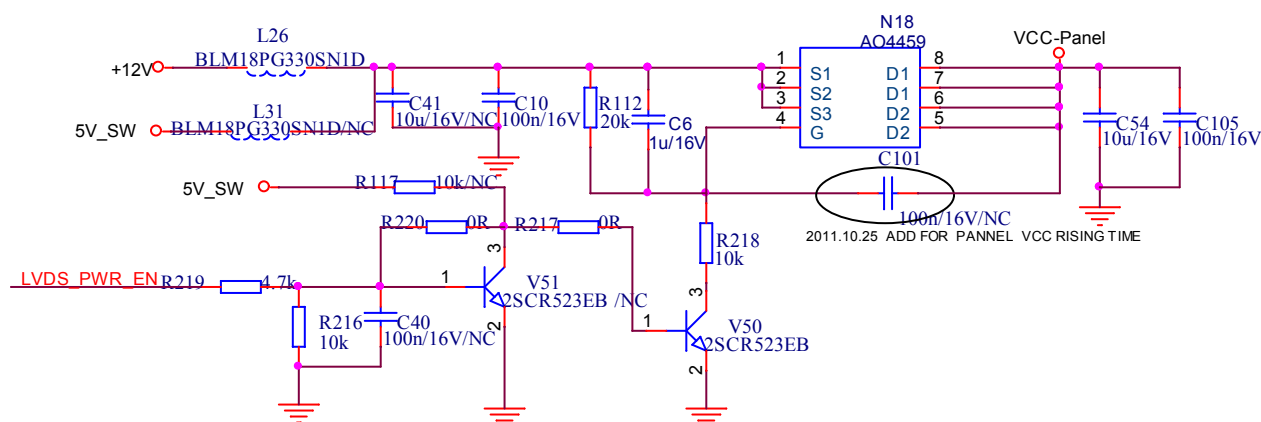 L26
BLM18PG330SN1D
+12V
L31
5V_SW
BLM18PG330SN1D/NC
C41
10u/16V/NC
C10
100n/16V
R112
20k
C6
1u/16V
N18
AO4459
1
2
3
4
S1
S2
S3
G
D1
D1
D2
D2
8
7
6
5
VCC-Panel
C54
10u/16V
C105
100n/16V
C101
100n/16V/NC
2011.10.25 ADD FOR PANNEL VCC RISING TIME
5V_SW
R117
10k/NC
R220
0R
R217
0R
R218
10k
LVDS_PWR_EN
R219
4.7k
R216
10k
C40
100n/16V/NC
1
3
2
V51
2SCR523EB /NC
1
3
2
V50
2SCR523EB